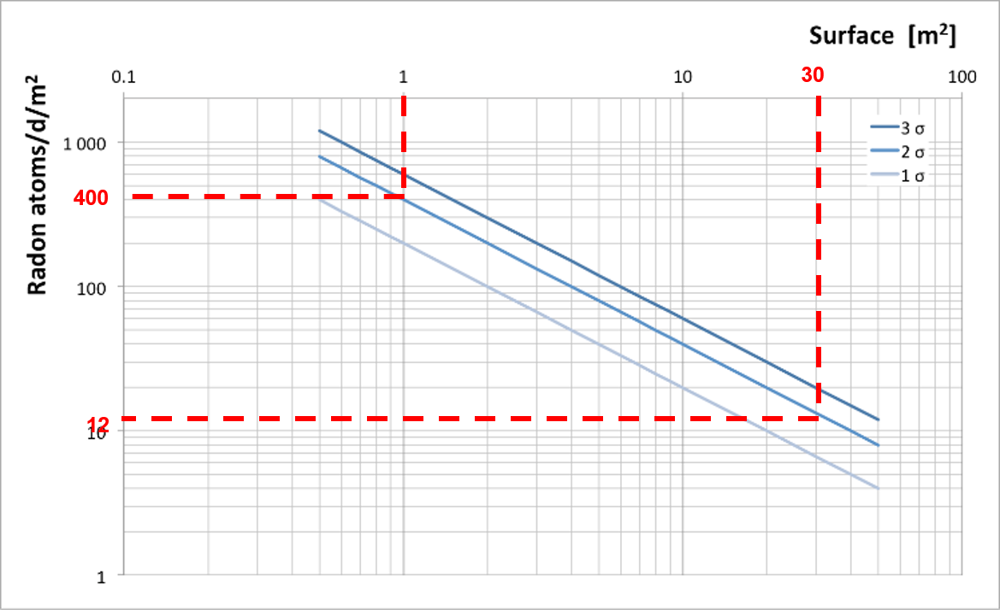 Surface [m²]
0.1 1 10 30 100
Radon atoms/d/m²
3 σ
2 σ
1 σ
1 000
400
100
12
10
1